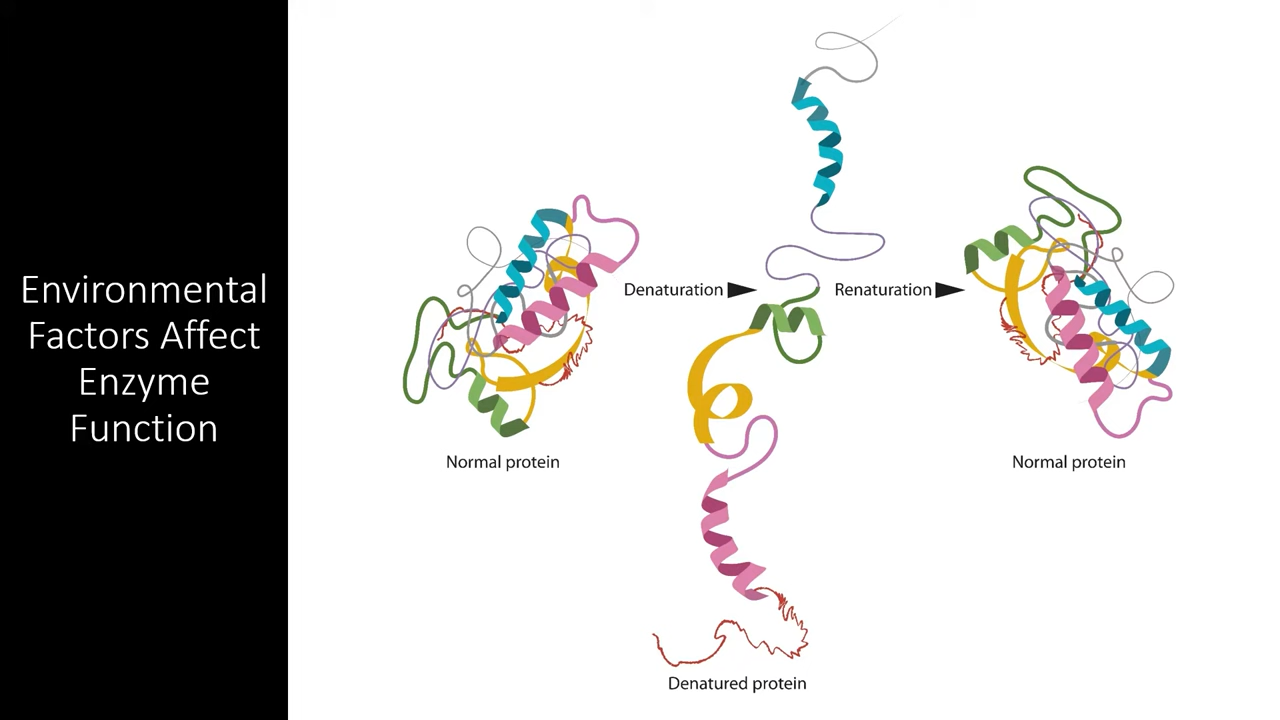 Environmental
Factors Affect
Enzyme
Function
Denaturation
Renaturation
Normal protein
Normal protein
Denatured protein